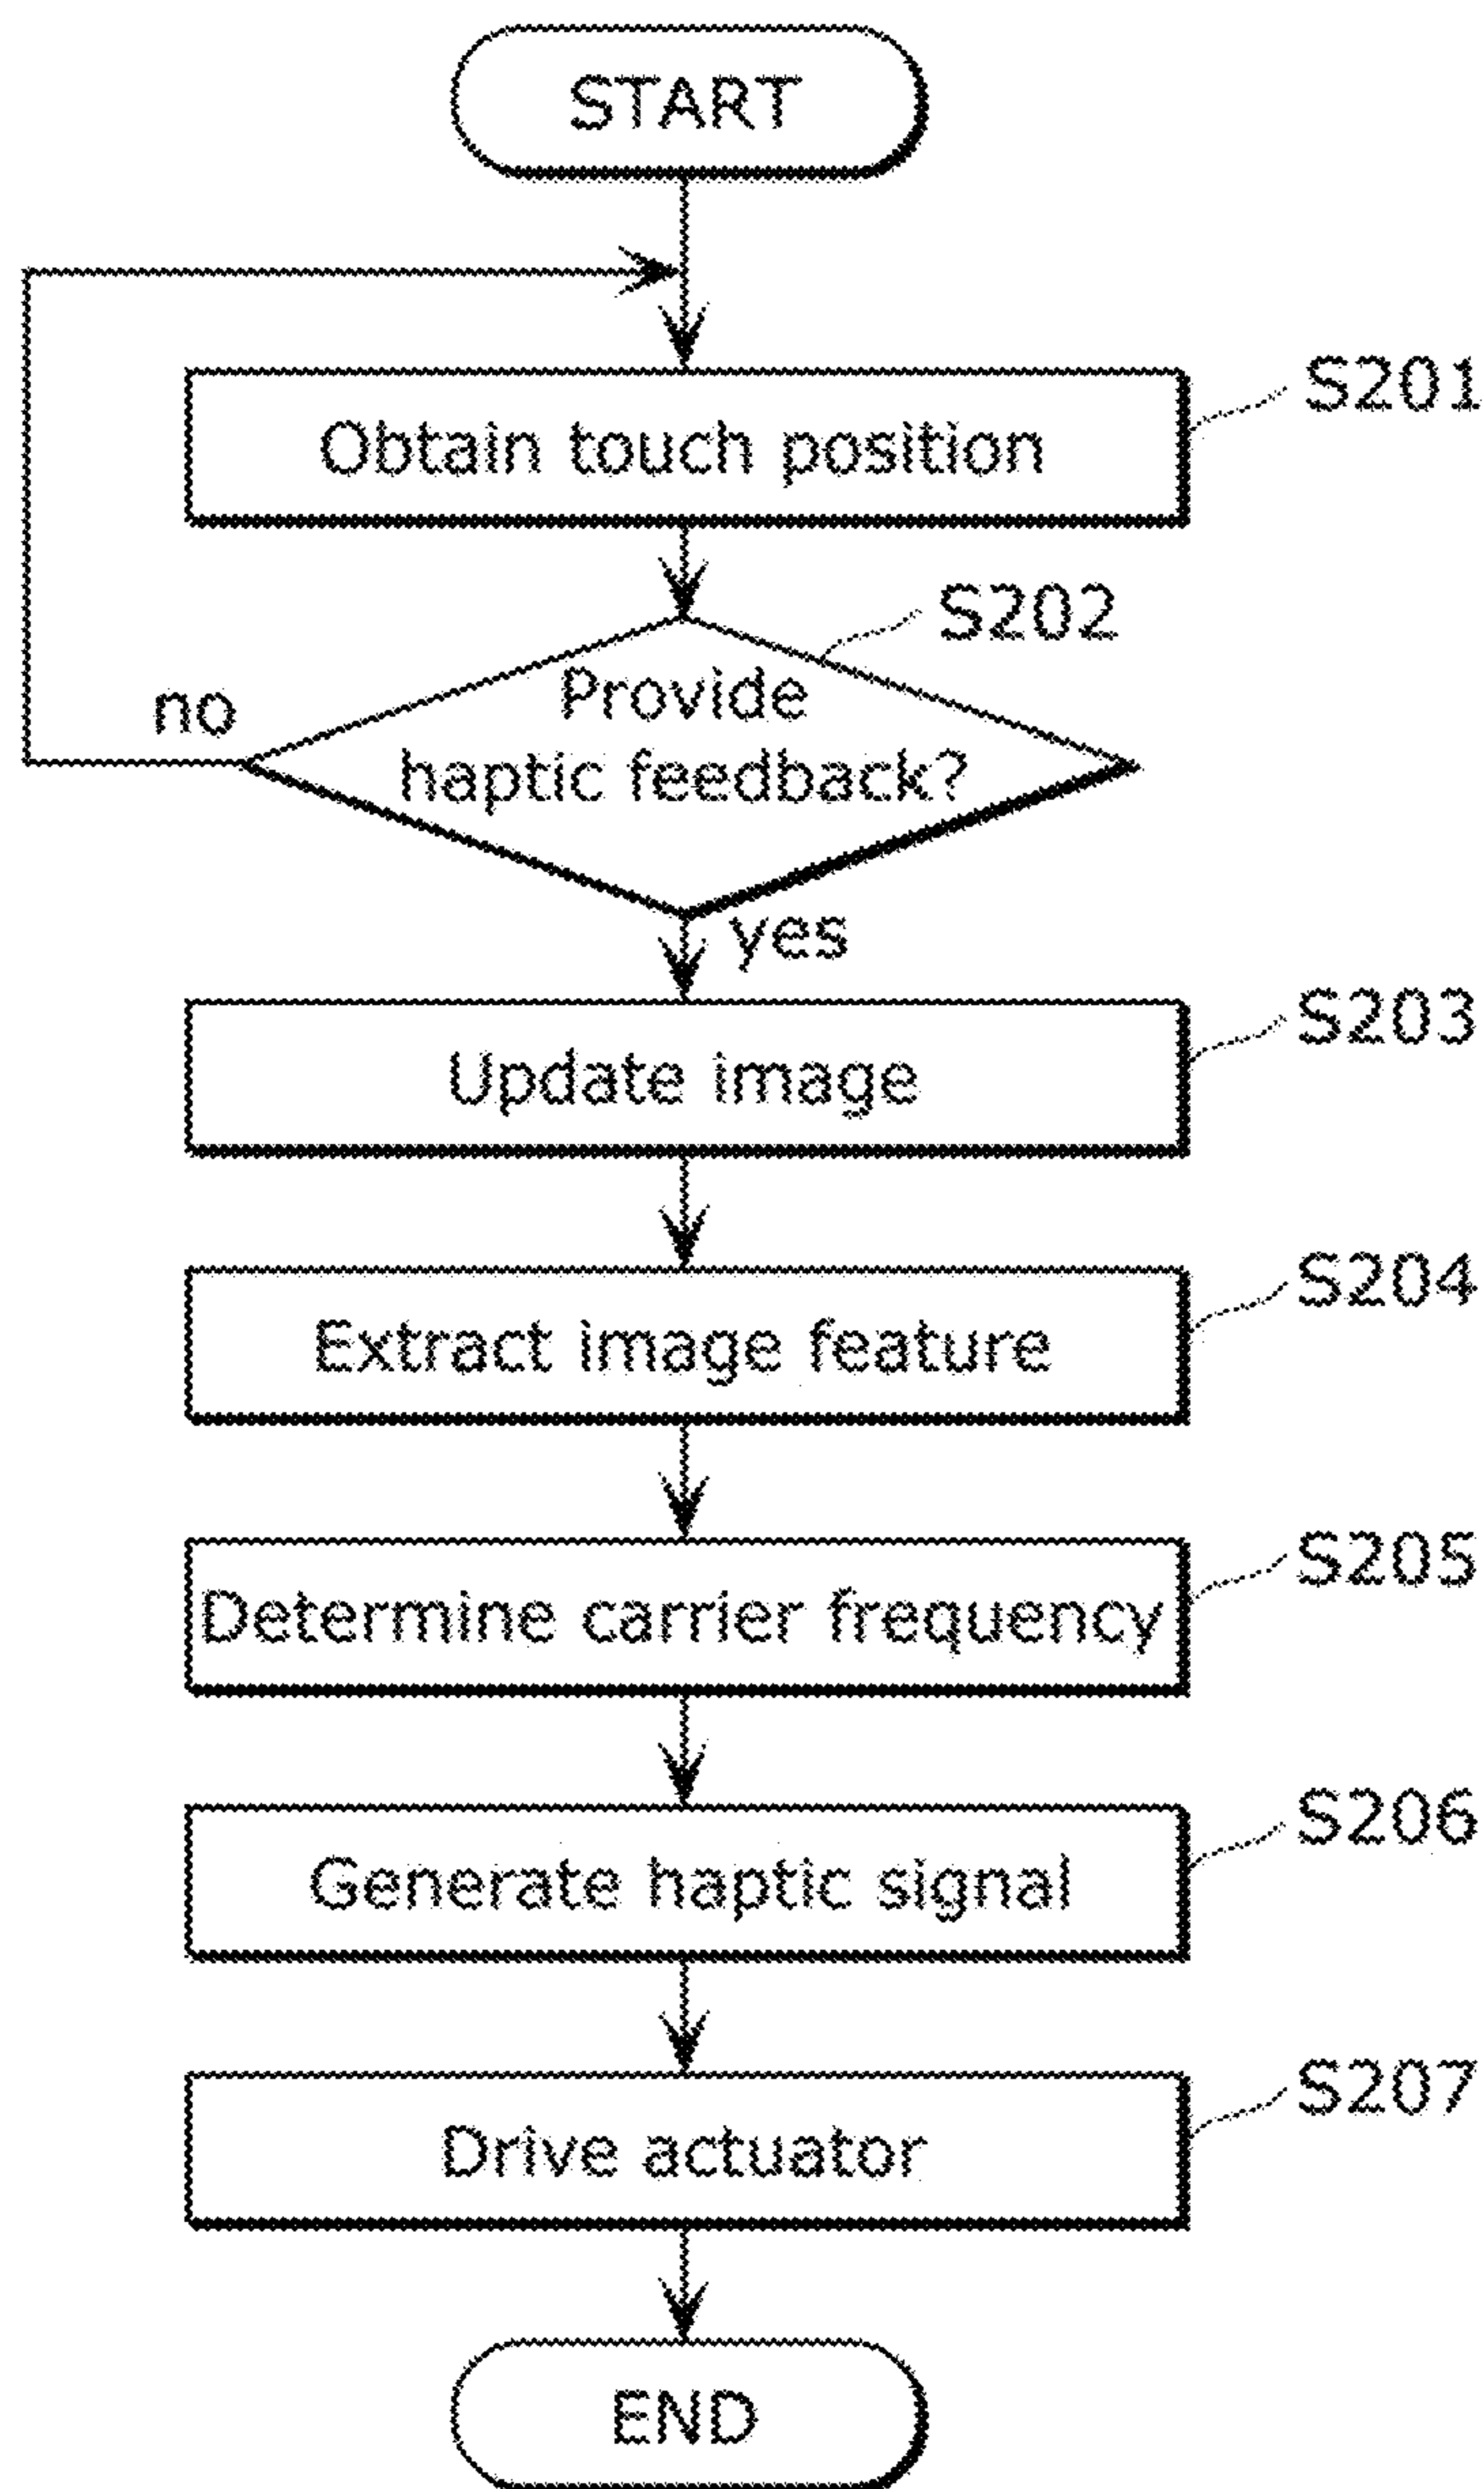 START
Obtain touch position
S201
S202
Provide
haptic feedback?
no
yes
Update image
S203
Extract image feature
S204
Determine carrier frequency
S205
Generate haptic signal
S206
Drive actuator
S207
END